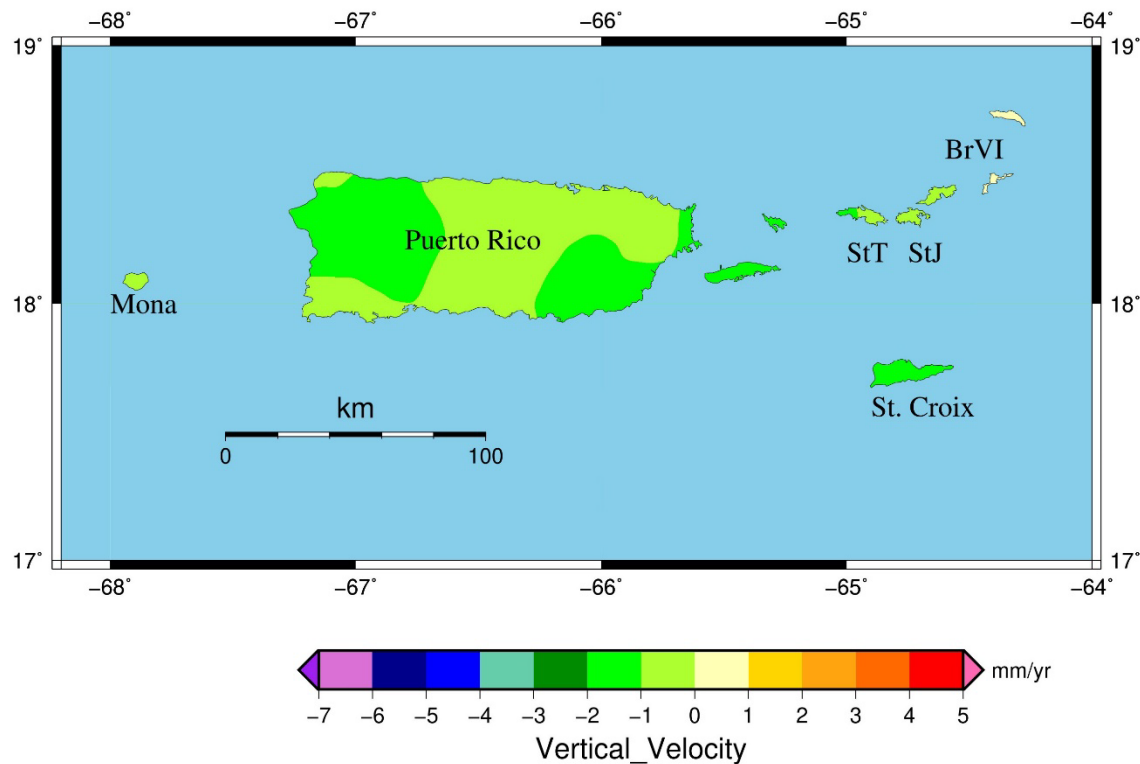 −68˚ −67˚ −66˚ −65˚ −64˚
19˚ 19˚
BrVI
Puerto Rico
StT StJ
18˚ 18˚
Mona
St. Croix
km
0 100
17˚ 17˚
−68˚ −67˚ −66˚ −65˚ −64˚
mm/yr
−7 −6 −5 −4 −3 −2 −1 0 1 2 3 4 5
Vertical_Velocity